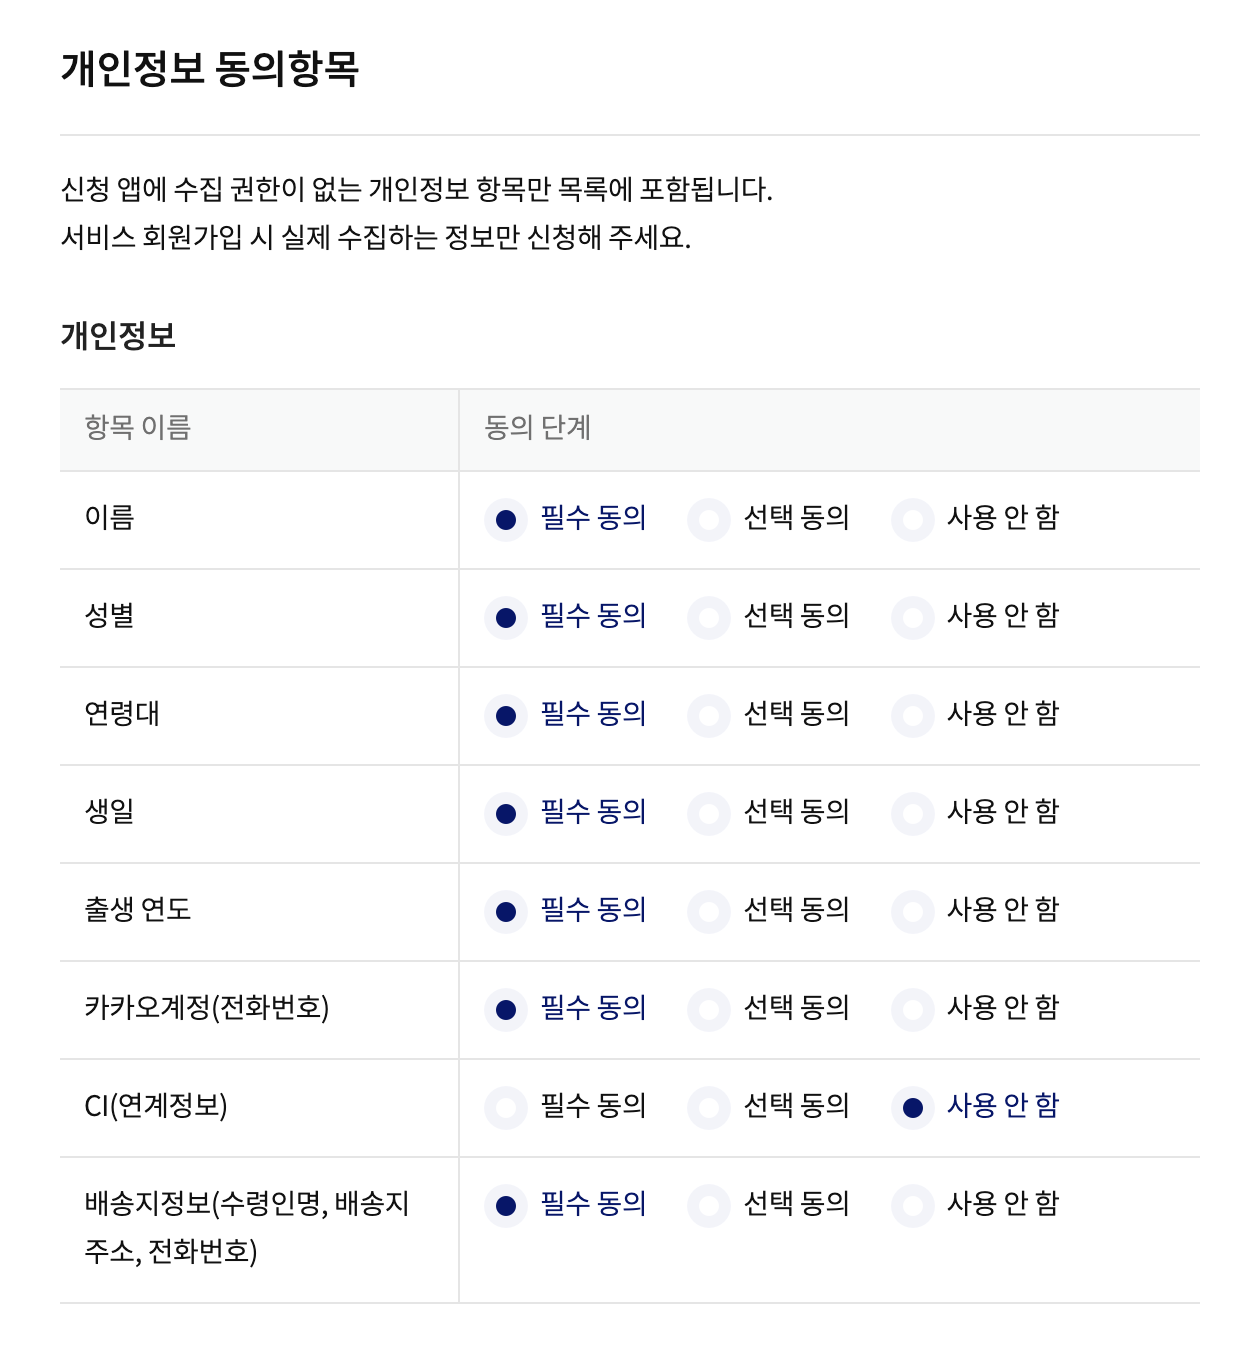 개인정보 동의항목
신청 앱에 수집 권한이 없는 개인정보 항목만 목록에 포함됩니다.
서비스 회원가입 시 실제 수집하는 정보만 신청해 주세요.
개인정보
항목 이름 동의 단계
이름 필수 동의 선택 동의 사용 안 함
성별 필수 동의 선택 동의 사용 안 함
연령대 필수 동의 선택 동의 사용 안 함
생일 필수 동의 선택 동의 사용 안 함
출생 연도 필수 동의 선택 동의 사용 안 함
카카오계정(전화번호) 필수 동의 선택 동의 사용 안 함
CI(연계정보) 필수 동의 선택 동의 사용 안 함
배송지정보(수령인명, 배송지 필수 동의 선택 동의 사용 안 함
주소, 전화번호)